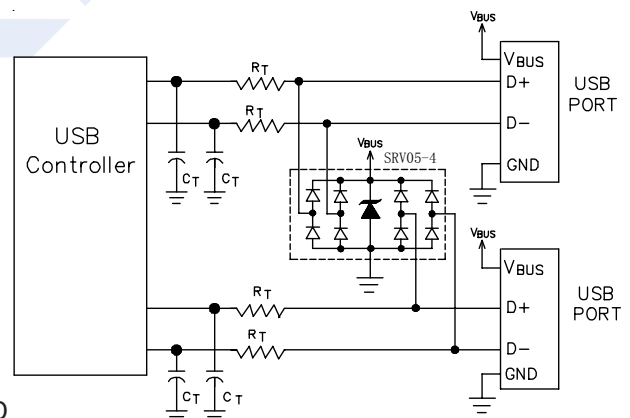 VBUS
VBUS
RT
D+
USB
PORT
RT
D−
VBUS
SRV05-4
USB
Controller
CT
CT
GND
VBUS
VBUS
RT
D+
USB
PORT
RT
D−
GND
CT
CT